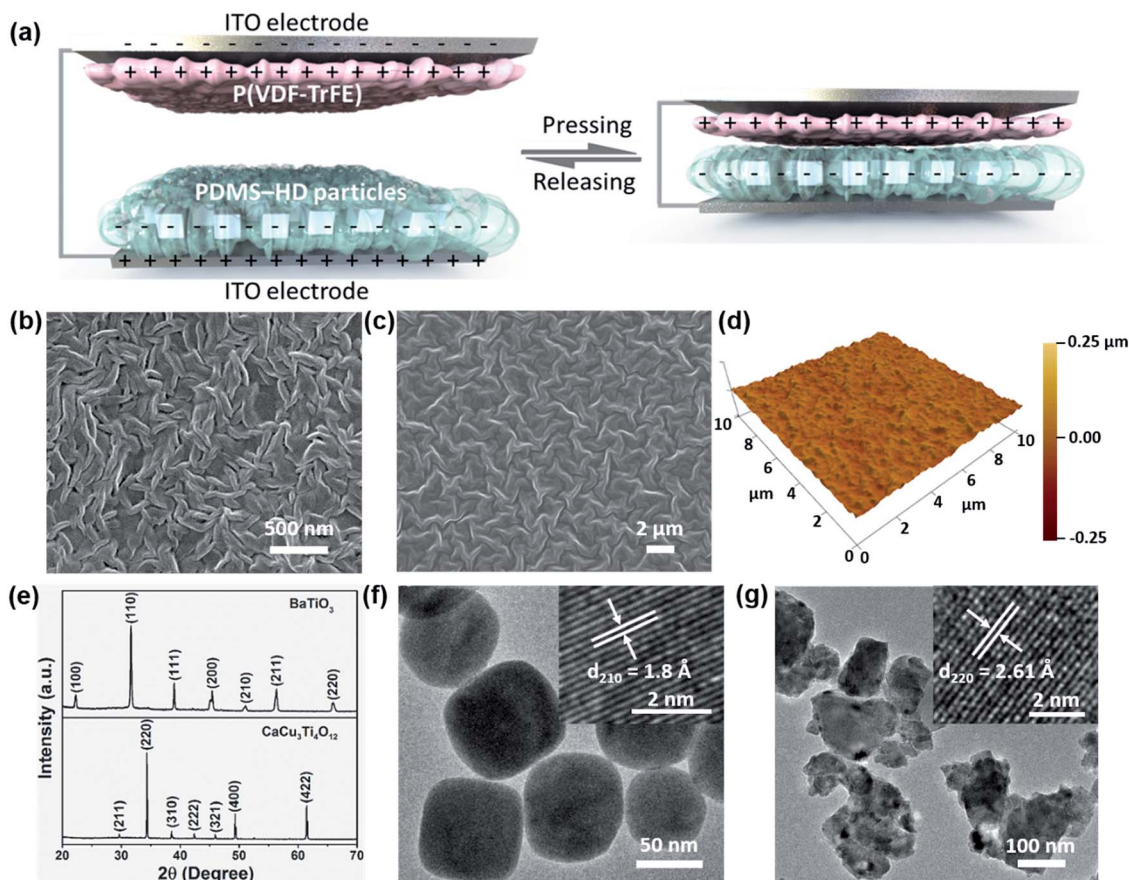 (a)
ITO electrode
- - - - - - - - - - - - -
+ + + + + + + + + + + + + + +
P(VDF-TrFE)
PDMS–HD particles
- - - - - - - - - - - - - - -
+ + + + + + + + + + + + + +
ITO electrode
Pressing
Releasing
+ + + + + + + + + + + + + +
- - - - - - - - - - - - -
(b)
500 nm
(c)
2 µm
(d)
10
8
6
4
2
0
µm
0
2
4
6
8
10
µm
0.25 µm
0.00
-0.25
(e)
Intensity (a.u.)
BaTiO3
(100)
(110)
(111)
(200)
(210)
(211)
(220)
CaCu3Ti4O12
(211)
(220)
(310)
(222)
(321)
(400)
(422)
20 30 40 50 60 70
2θ (Degree)
(f)
d210 = 1.8 Å
2 nm
50 nm
(g)
d220 = 2.61 Å
2 nm
100 nm